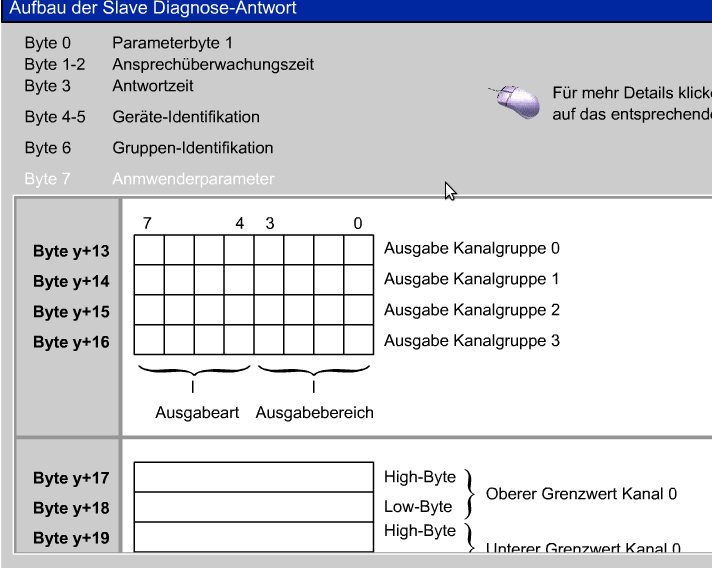 Aufbau der Slave Diagnose-Antwort
Byte 0 Parameterbyte 1
Byte 1-2 Ansprechüberwachungszeit
Byte 3 Antwortzeit
Für mehr Details klicke
auf das entsprechende
Byte 4-5 Geräte-Identifikation
Byte 6 Gruppen-Identifikation
Byte 7 Anmwenderparameter
7 4 3 0
Byte y+13 Ausgabe Kanalgruppe 0
Byte y+14 Ausgabe Kanalgruppe 1
Byte y+15 Ausgabe Kanalgruppe 2
Byte y+16 Ausgabe Kanalgruppe 3
Ausgabeart Ausgabebereich
Byte y+17 High-Byte
Oberer Grenzwert Kanal 0
Byte y+18 Low-Byte
Byte y+19 High-Byte
Unterer Grenzwert Kanal 0